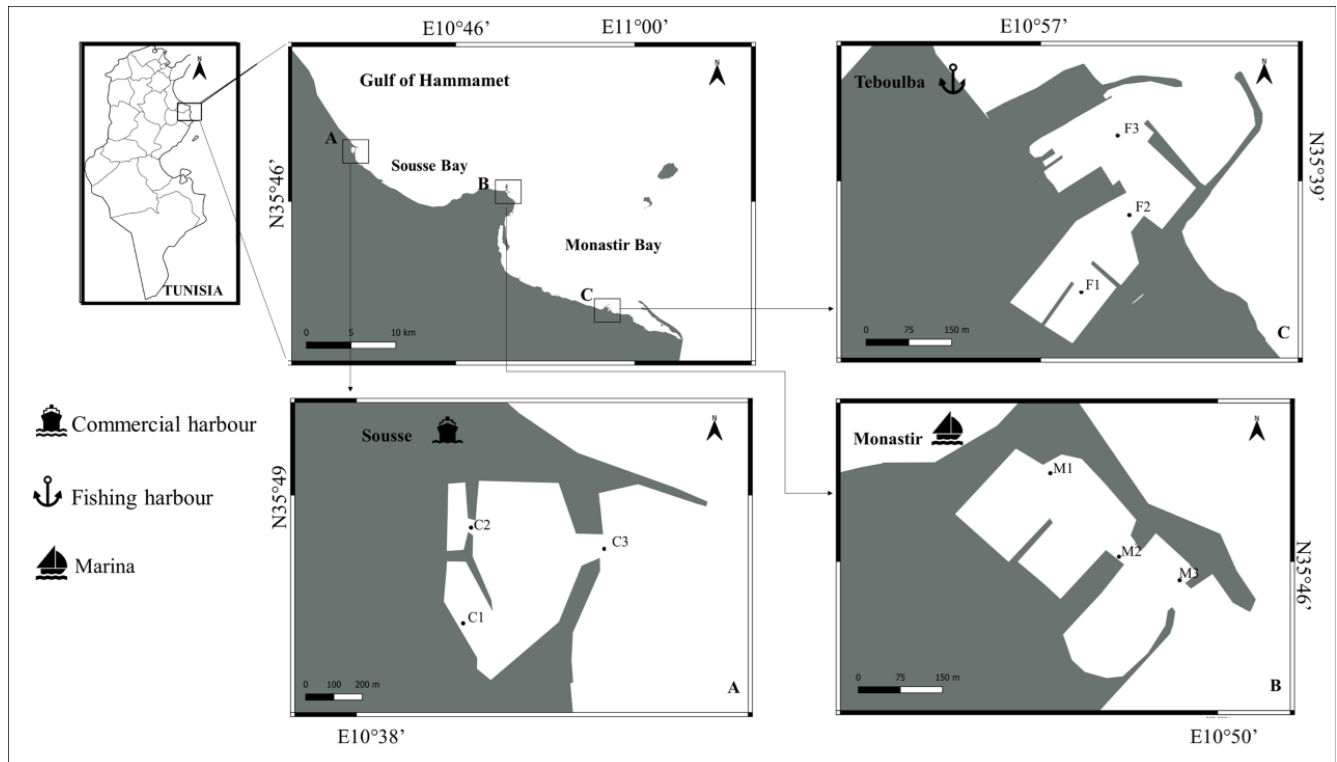 N
TUNISIA
E10°46’ E11°00’
Gulf of Hammamet
N
A
Sousse Bay
B
N35°46’
Monastir Bay
C
0 5 10 km
E10°57’
Teboulba
N
F3
F2
F1
N35°39’
0 75 150 m
C
Commercial harbour
Fishing harbour
Marina
Sousse
N
N35°49
C2
C3
C1
0 100 200 m
A
E10°38’
Monastir
N
M1
M2
M3
N35°46’
0 75 150 m
B
E10°50’